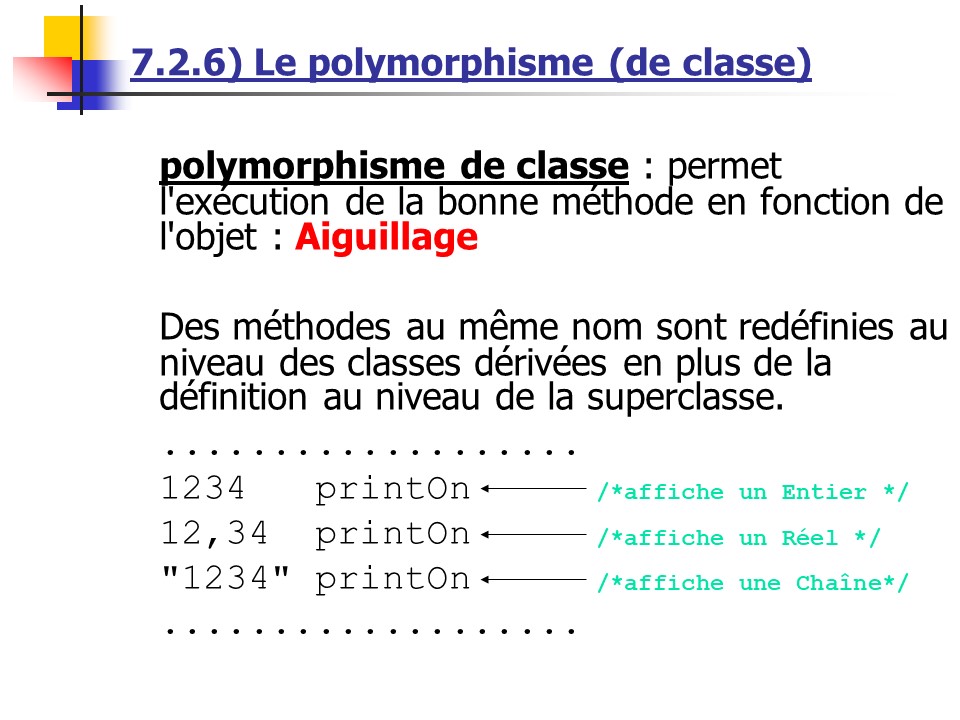 7.2.6) Le polymorphisme (de classe)
polymorphisme de classe : permet
l'exécution de la bonne méthode en fonction de
l'objet : Aiguillage
Des méthodes au même nom sont redéfinies au
niveau des classes dérivées en plus de la
définition au niveau de la superclasse.
...................
1234 printOn /*affiche un Entier */
12,34 printOn /*affiche un Réel */
"1234" printOn /*affiche une Chaîne*/
...................